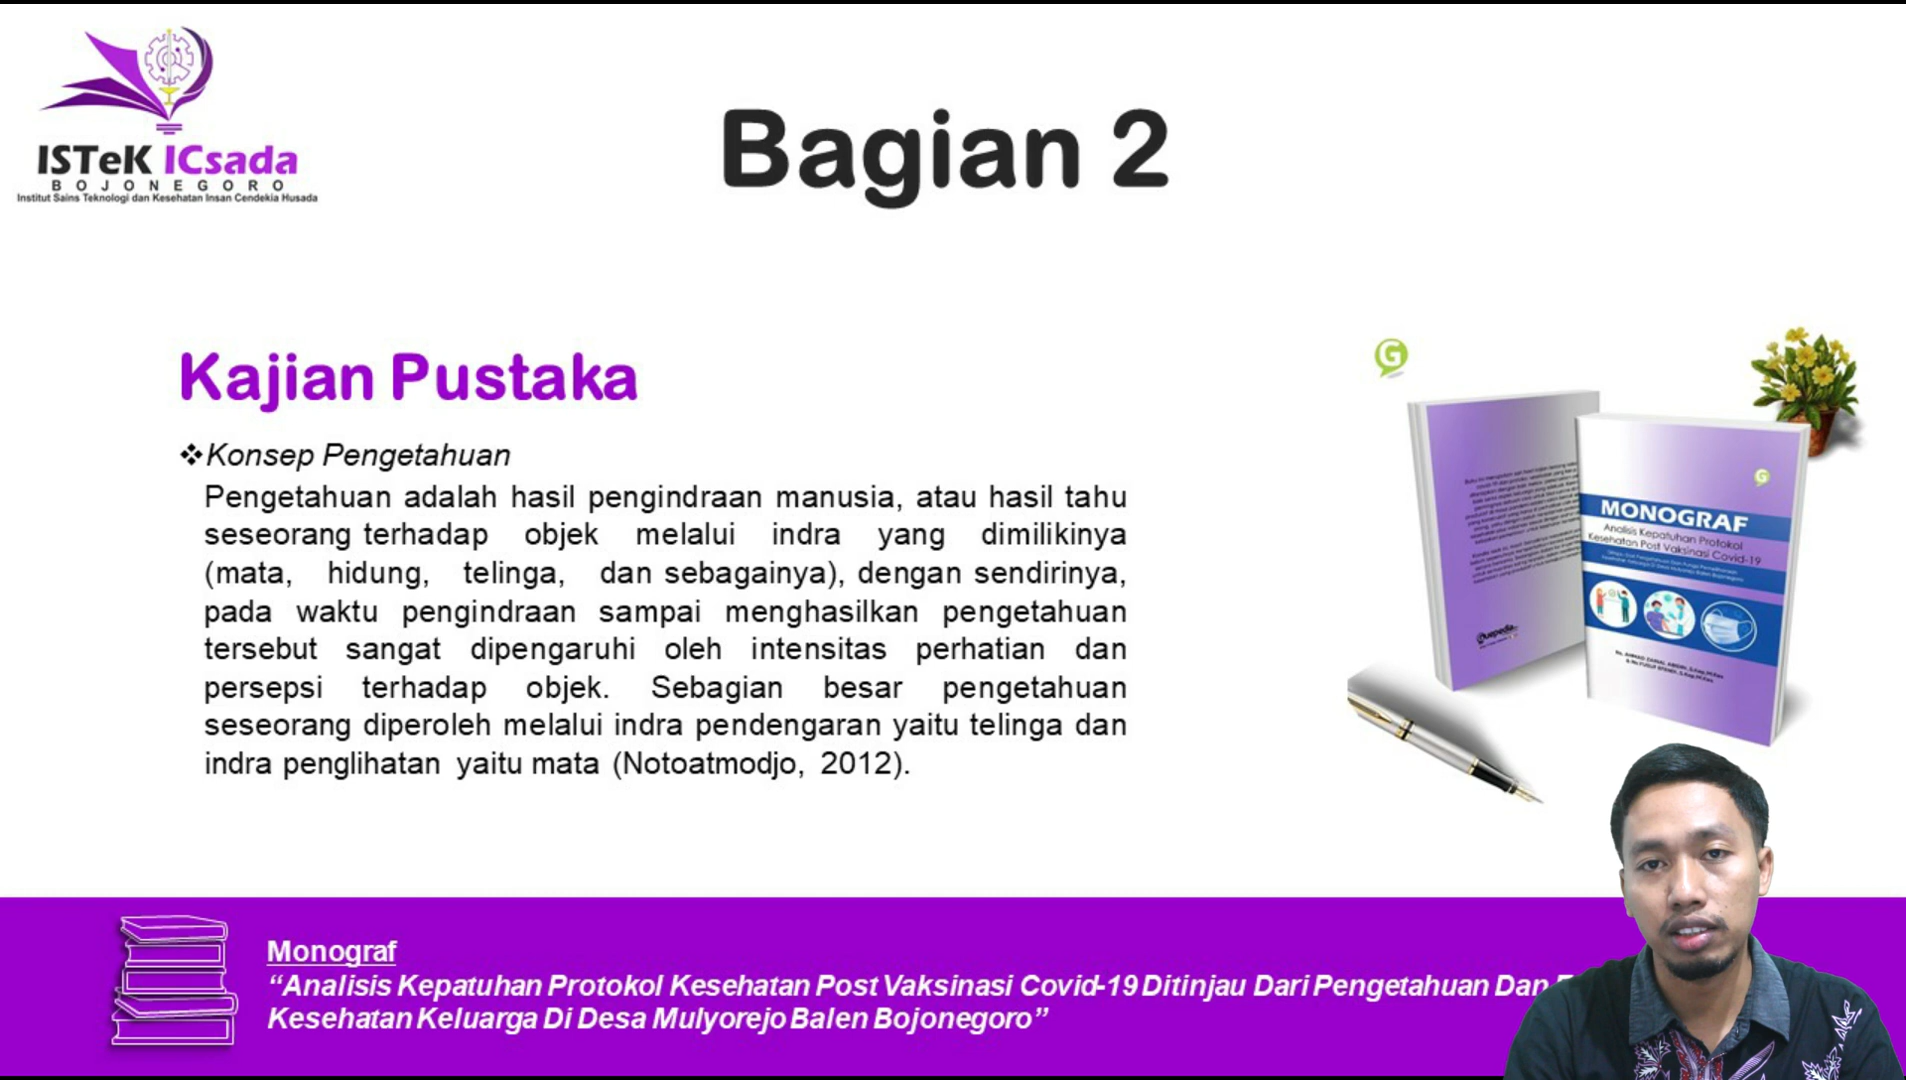 ISTeK ICsada
BOJONEGORO
Institut Sains Teknologi dan Kesehatan Insan Cendekia Husada
Bagian 2
Kajian Pustaka
❖Konsep Pengetahuan
Pengetahuan adalah hasil pengindraan manusia, atau hasil tahu
seseorang terhadap objek melalui indra yang dimilikinya
(mata, hidung, telinga, dan sebagainya), dengan sendirinya,
pada waktu pengindraan sampai menghasilkan pengetahuan
tersebut sangat dipengaruhi oleh intensitas perhatian dan
persepsi terhadap objek. Sebagian besar pengetahuan
seseorang diperoleh melalui indra pendengaran yaitu telinga dan
indra penglihatan yaitu mata (Notoatmodjo, 2012).
G
MONOGRAF
Analisis Kepatuhan Protokol
Kesehatan Post Vaksinasi Covid-19
Guepedia
Monograf
“Analisis Kepatuhan Protokol Kesehatan Post Vaksinasi Covid-19 Ditinjau Dari Pengetahuan Dan
Kesehatan Keluarga Di Desa Mulyorejo Balen Bojonegoro”